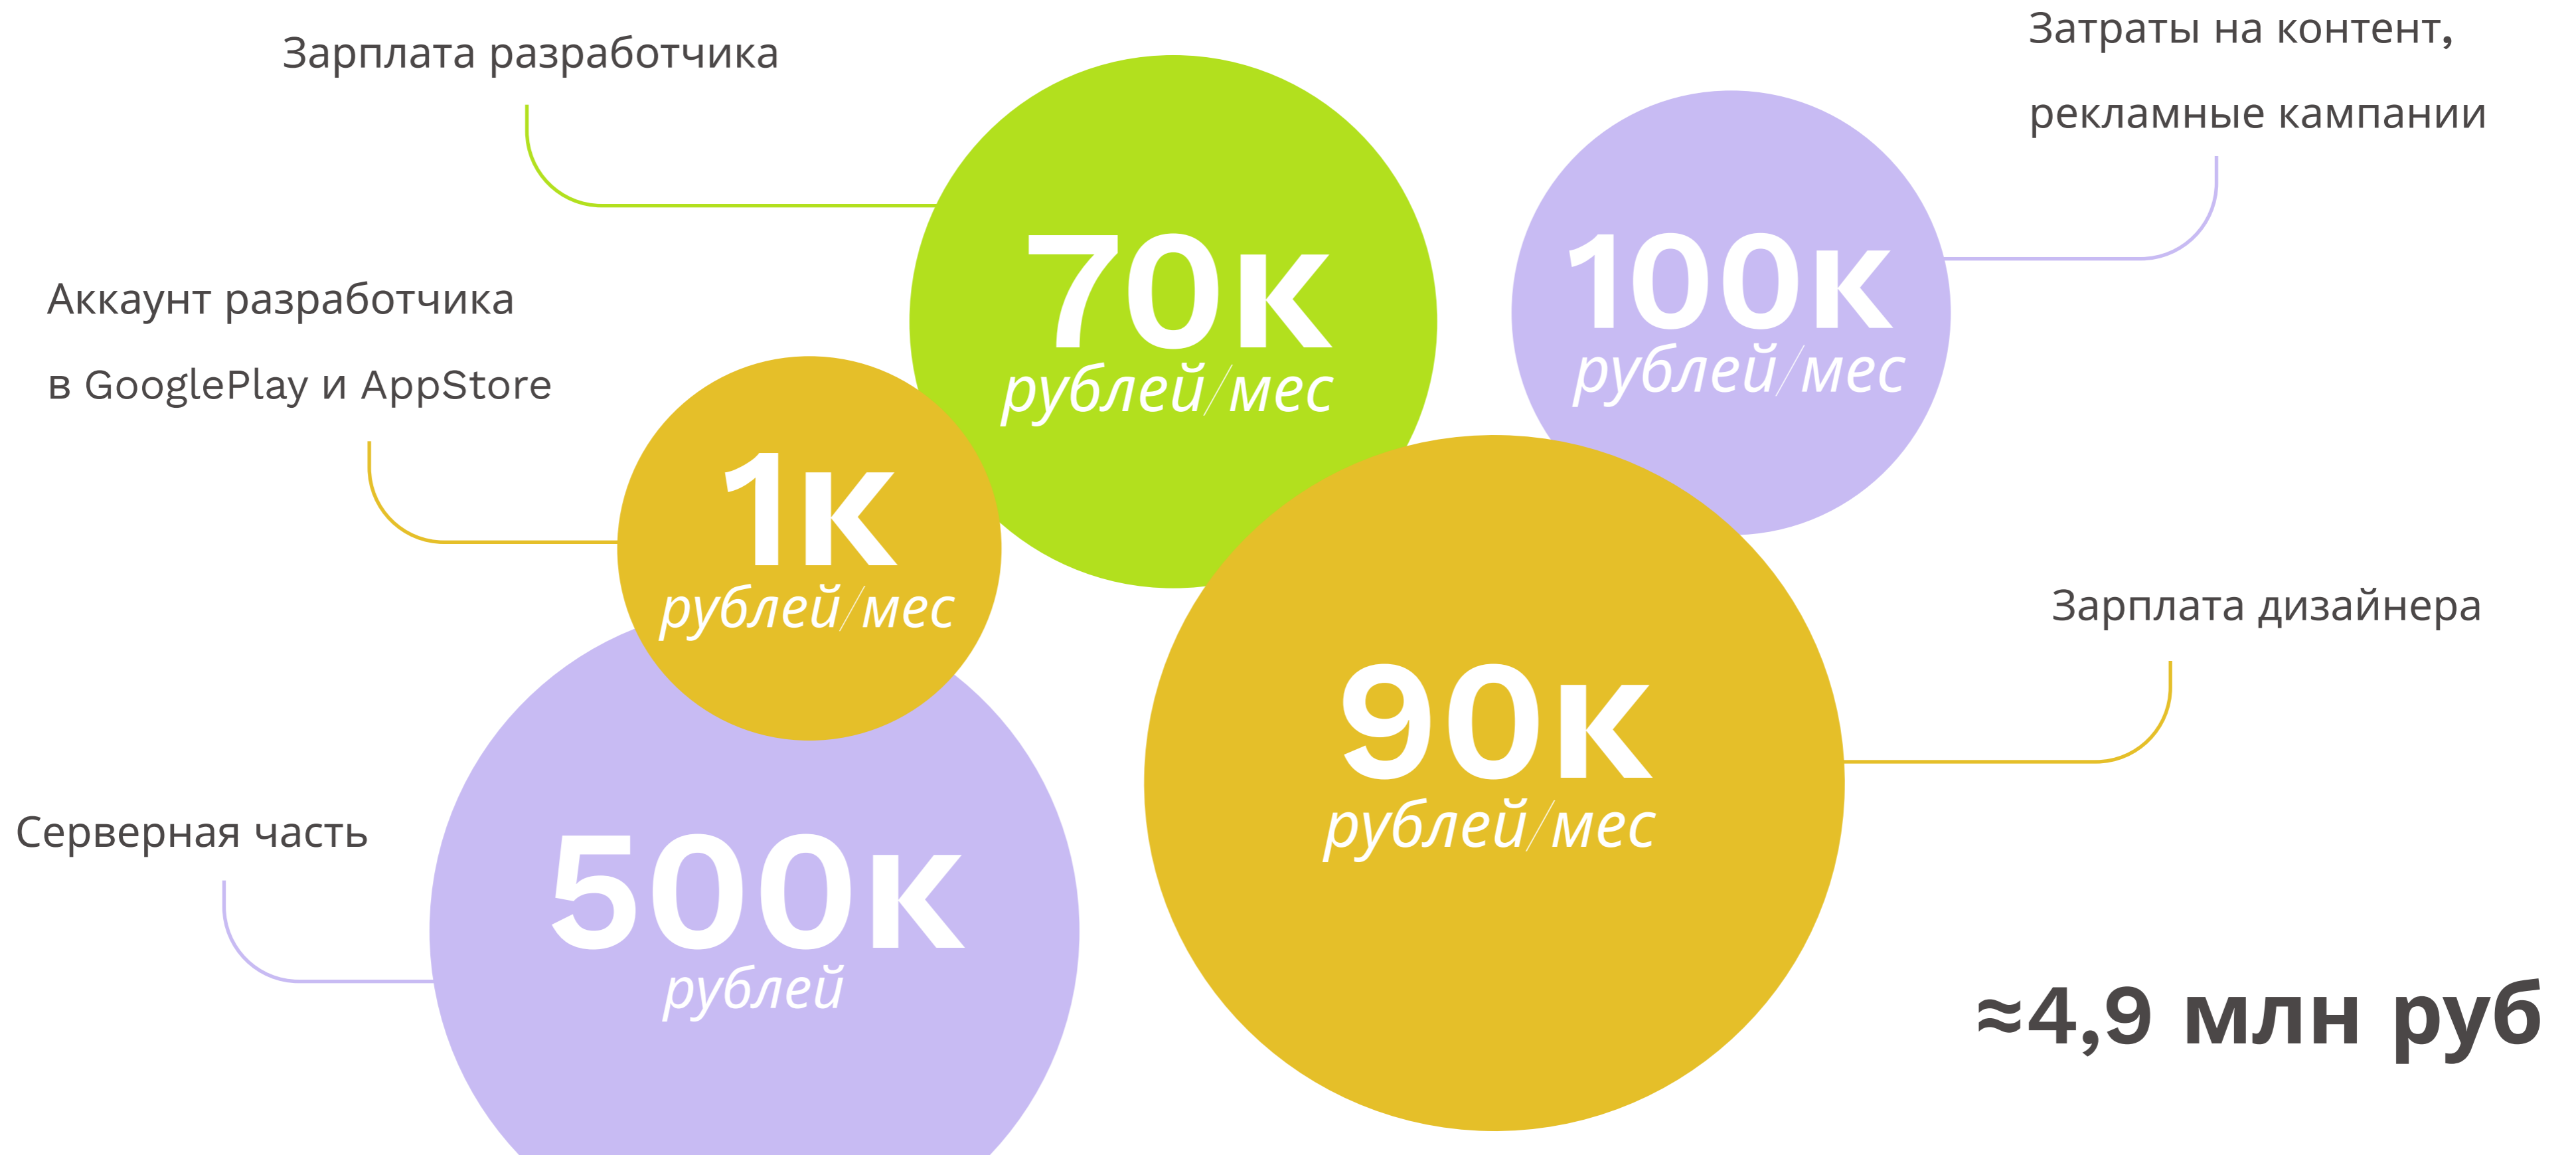 Зарплата разработчика
70к
рублей/мес
Затраты на контент,
рекламные кампании
100к
рублей/мес
Аккаунт разработчика
в GooglePlay и AppStore
1к
рублей/мес
Зарплата дизайнера
90к
рублей/мес
Серверная часть
500к
рублей
≈4,9 млн руб